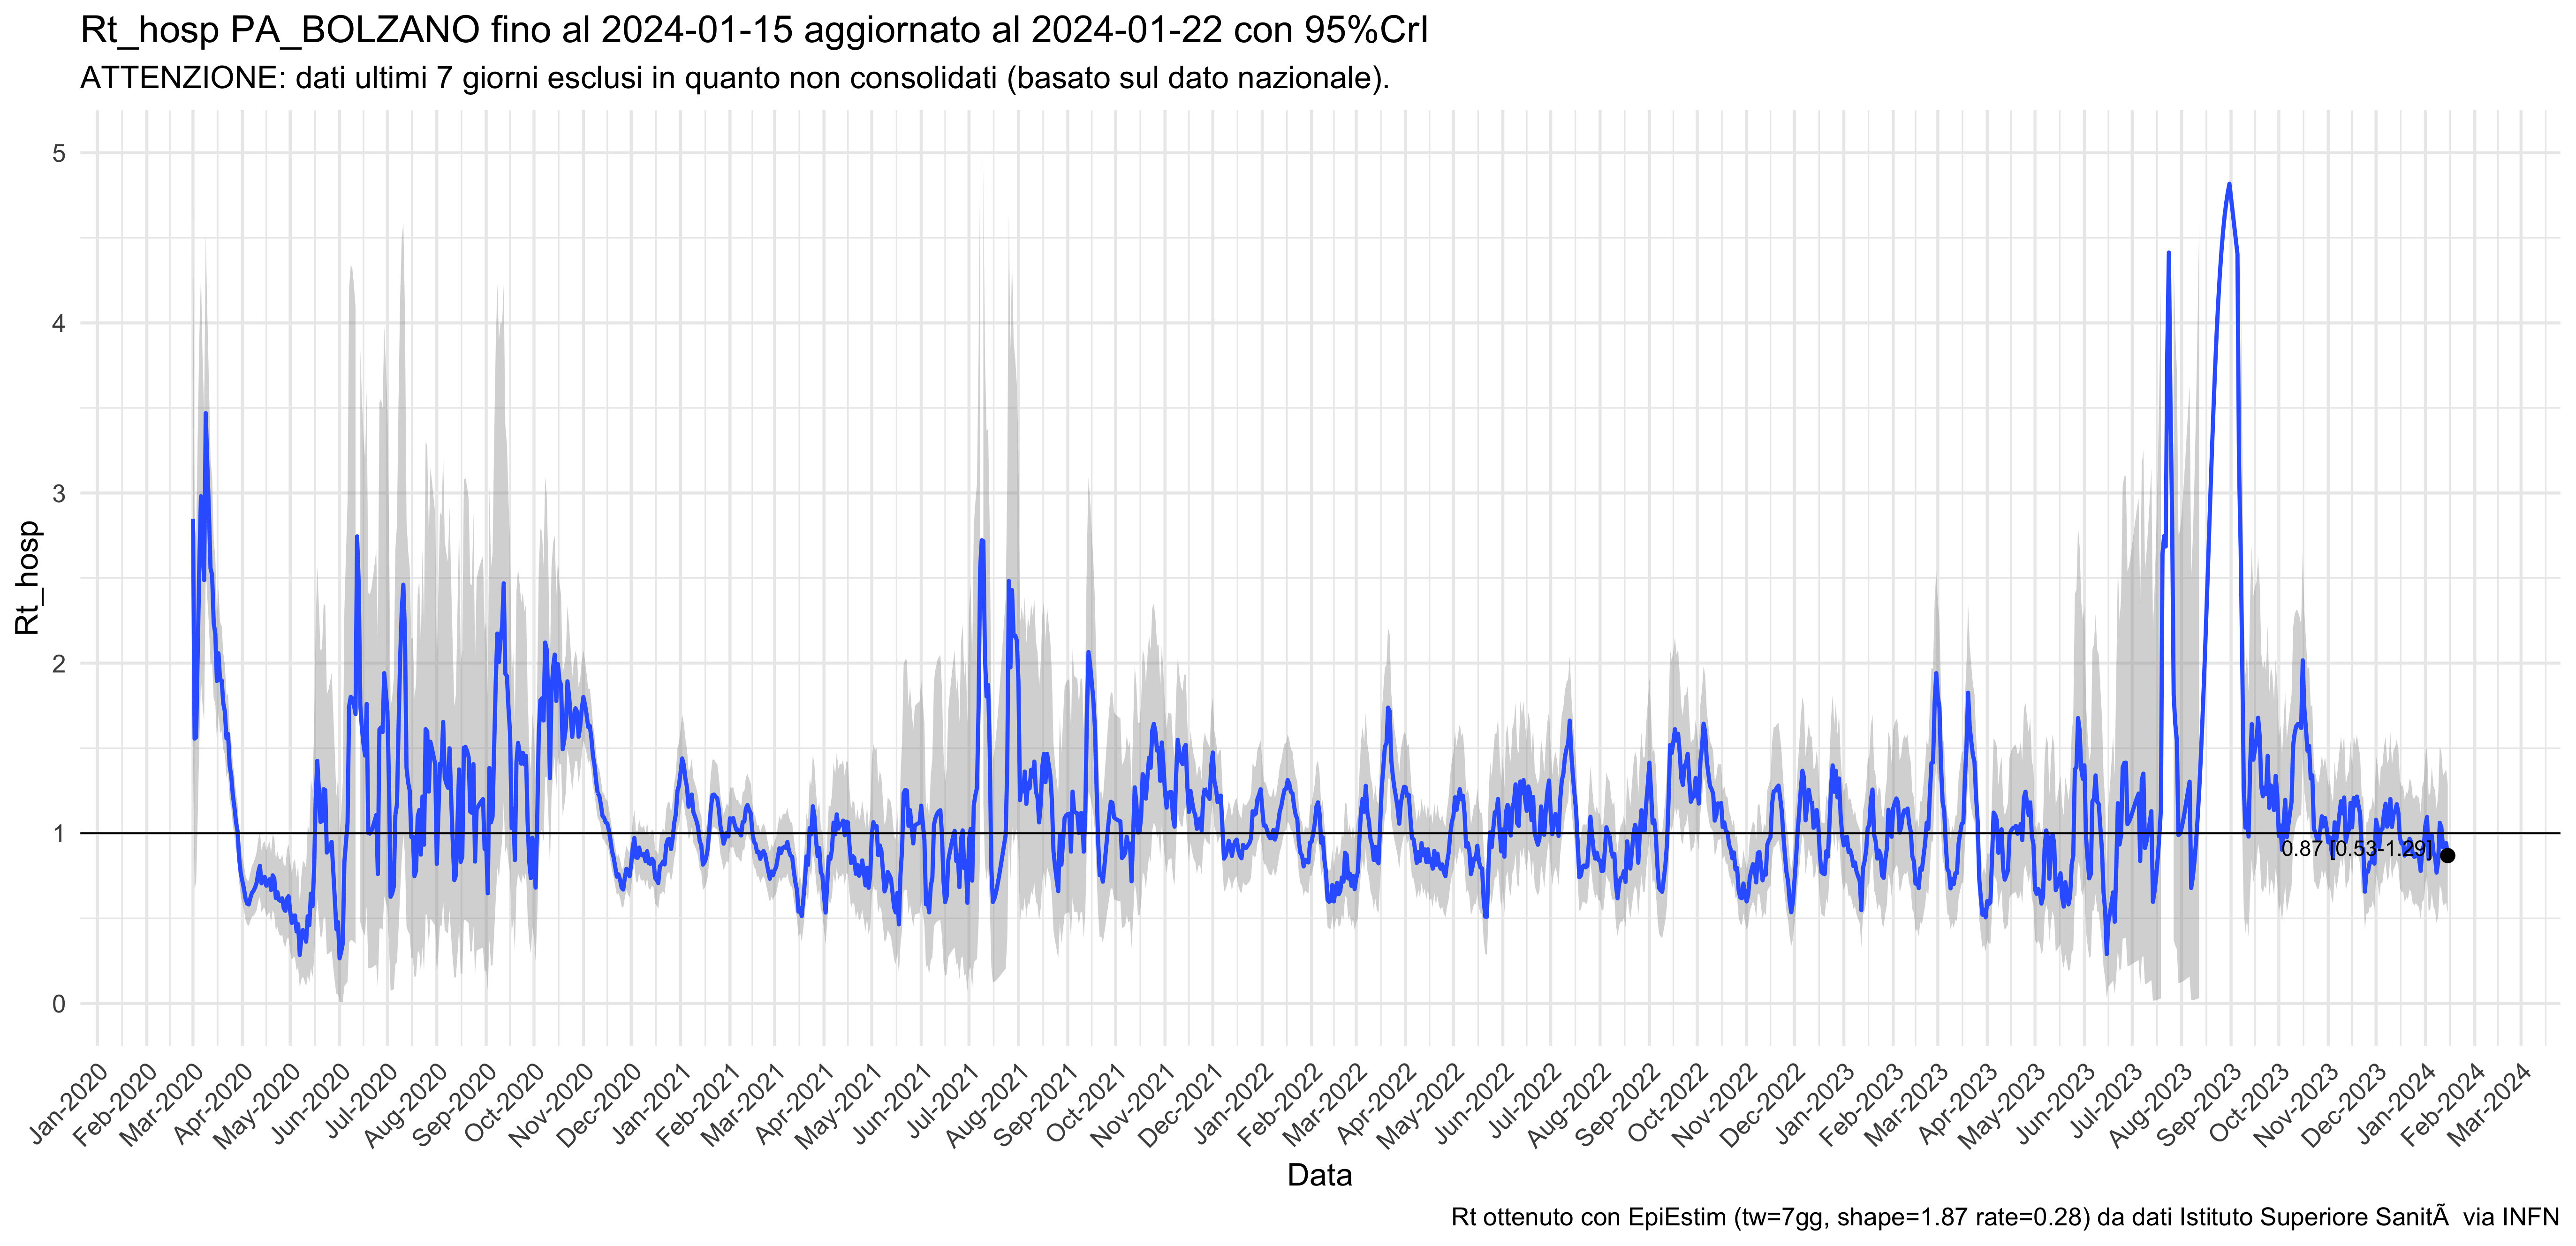 Rt_hosp PA_BOLZANO fino al 2024-01-15 aggiornato al 2024-01-22 con 95%CrI
ATTENZIONE: dati ultimi 7 giorni esclusi in quanto non consolidati (basato sul dato nazionale).
Rt_hosp
5
4
3
2
1
0
0.87 [0.53-1.29]
Jan-2020
Feb-2020
Mar-2020
Apr-2020
May-2020
Jun-2020
Jul-2020
Aug-2020
Sep-2020
Oct-2020
Nov-2020
Dec-2020
Jan-2021
Feb-2021
Mar-2021
Apr-2021
May-2021
Jun-2021
Jul-2021
Aug-2021
Sep-2021
Oct-2021
Nov-2021
Dec-2021
Jan-2022
Feb-2022
Mar-2022
Apr-2022
May-2022
Jun-2022
Jul-2022
Aug-2022
Sep-2022
Oct-2022
Nov-2022
Dec-2022
Jan-2023
Feb-2023
Mar-2023
Apr-2023
May-2023
Jun-2023
Jul-2023
Aug-2023
Sep-2023
Oct-2023
Nov-2023
Dec-2023
Jan-2024
Feb-2024
Mar-2024
Data
Rt ottenuto con EpiEstim (tw=7gg, shape=1.87 rate=0.28) da dati Istituto Superiore SanitÃ  via INFN